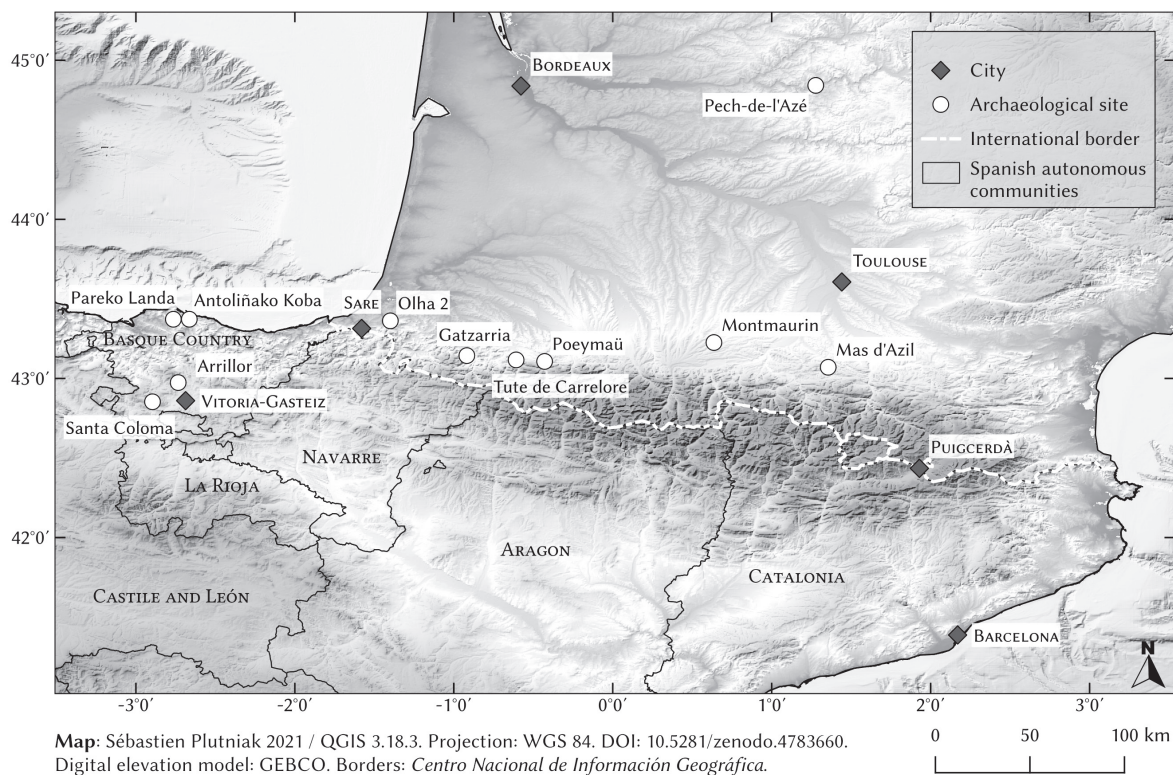 45°0′
44°0′
43°0′
42°0′
Bordeaux
Pech-de-l'Azé
City
Archaeological site
International border
Spanish autonomous
communities
Toulouse
Pareko Landa
Antoliñako Koba
Sare
Olha 2
Basque Country
Gatzarria
Poeymaü
Montmaurin
Mas d'Azil
Arrillor
Tute de Carrelore
Vitoria-Gasteiz
Santa Coloma
Navarre
Puigcerdà
La Rioja
Aragon
Catalonia
Castile and León
Barcelona
N
-3°0′ -2°0′ -1°0′ 0°0′ 1°0′ 2°0′ 3°0′
Map: Sébastien Plutniak 2021 / QGIS 3.18.3. Projection: WGS 84. DOI: 10.5281/zenodo.4783660.
Digital elevation model: GEBCO. Borders: Centro Nacional de Información Geográfica.
0 50 100 km